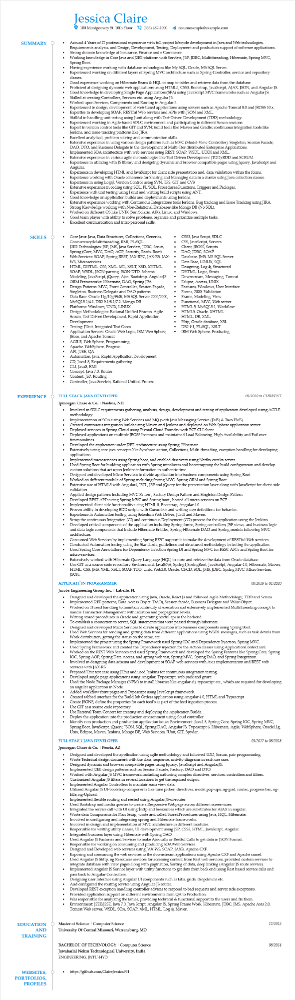 Jessica Claire
100 Montgomery St. 10th Floor (555) 432-1000 resumesample@example.com
SUMMARY
• Around 4 Years of IT professional experience with full project lifecycle development in Java and Web technologies,
Requirements analysis, and Design, Development, Testing, Deployment and production support of software applications.
• Strong domain knowledge of Insurance, Finance and e Commerce.
• Working knowledge in Core Java and J2EE platform with Servlets, JSP, JDBC, Multithreading, Hibernate, Spring MVC,
Spring Boot.
• Having experience working with database technologies like My SQL, Oracle, MS SQL Server.
• Experienced working on different layers of Spring MVC architecture such as Spring-Controller, service and repository
classes.
• Good experience working on Hibernate Beans & HQL to map to tables and retrieve data from the database.
• Proficient at designing dynamic web applications using HTML5, CSS3, Bootstrap, JavaScript, AJAX, JSON, and Angular JS.
• Good knowledge in developing Single Page Applications(SPA) using JavaScript MVC frameworks such as Angular JS.
• Skilled at creating Controllers, Services etc. using Angular JS.
• Worked upon Services, Components and Routing in Angular 2.
• Experienced in design, development of web-based applications using servers such as Apache Tomcat 8.0 and JBOSS 10.x.
• Expertise in developing SOAP, RESTful Web services and APIs with JSON and XML.
• Skillful in handling unit testing using Junit along with Test-Driven Development (TDD) methodology.
• Experienced working in Agile-based SDLC environment and participating in different Scrum sessions.
• Expert in version control tools like GIT and SVN; build tools like Maven and Gradle; continuous integration tools like
Jenkins, and issue-tracking platform like JIRA.
• Excellent analytical, problem solving and communication skills.
• Extensive experience in using various design patterns such as MVC (Model-View-Controller), Singleton, Session Facade,
DAO, DTO, and Business Delegate in the development of Multi-Tier distributed Enterprise Applications.
• Implemented SOA architecture with web services using REST, SOAP, WSDL, UDDI and XML.
• Extensive experience in various agile methodologies like Test Driven Development (TDD),BDD and SCRUM.
• Experience in utilizing with JS library and designing dynamic and browser compatible pages using Jquery, JavaScript and
Angular.
• Experience in developing HTML and JavaScript for client side presentation and, data validation within the forms.
• Experience working with Oracle coherence for Sharing and Managing data in a cluster using Java collection classes.
• Experience in using Log4J, Version Control using SVN, TFS, GIT and CVS
• Extensive experience in coding using SQL, PL/SQL, Procedures/Functions, Triggers and Packages.
• Experience with unit testing using J unit and writing build scripts using ANT.
• Good knowledge on application builds and deployments using Jenkins.
• Extensive experience working with Continuous Integrations tools Jenkins, Bug tracking and Issue Tracking using JIRA.
• Strong Knowledge working with Non-Relational Databases like Mongo DB (No SQL).
• Worked on different OS like UNIX (Sun Solaris, AIX), Linux, and Windows.
• Good team player with ability to solve problems, organize and prioritize multiple tasks.
• Excellent communication and inter-personal skills.
SKILLS
• Core Java: Java, Data Structures, Collections, Generics,
Concurrency/Multithreading, RMI, PL/SQL
• J2EE Technologies: JSP, JMS, Java Servlets, JDBC, Struts,
Spring (Core, MVC, DAO, AOP, Security, Batch, Boot)
• Web Services: SOAP, Spring REST, JAX-RPC, JAX-RS, JAX-
WS, Microservices
• HTML, DHTML, CSS, XML, XSL, XSLT, XSD, XHTML,
SOAP, WSDL, JSON-parsing, JSON-DTD, Schema
Modeling, JavaScript, jQuery, Ajax. Bootstrap, AngularJS
• ORM Frameworks: Hibernate, DAO, Spring JPA
• Design Patterns: MVC, Front Controller, Session Façade,
Singleton, Business Delegate and DAO patterns
• Data Base: Oracle 11g/10g/9i/8i, MS SQL Server 2005/2000,
MySQL5.1/4.1, DB2 9.1/8.1/7.2, Mongo DB
• Platforms: Windows, UNIX, LINUX
• Design Methodologies: Rational Unified Process, Agile,
Scrum, Test Driven Development, Rapid Application
Development
• Testing: JUnit, Integrated Test Cases
• Application Servers: Oracle Web Logic, IBM Web Sphere,
JBoss, and Apache Tomcat
• AGILE, Web Sphere, Programming
• Apache, WebSphere, Progress
• API, J2EE, QA
• Automation, Java, Rapid Application Development
• CD, Java1.8, Requirements gathering
• CLI, Java8, RMI
• Concept, Java 7.0, Router
• Content, JSP, Routing
• Controller, Java Servlets, Rational Unified Process
• CSS3, Java Script, SDLC
• CSS, JavaScript, Servers
• Client, JBOSS, Scripts
• DAO, JDBC, SOAP
• Database, JMS, MS SQL Server
• Data Base, LINUX, SQL
• Designing, Log 4j, Structured
• DHTML, Logic, Struts
• Downstream, Messaging, Tomcat
• Eclipse, Access, UNIX
• Features, Windows, User Interface
• Forms, 2000, Validation
• Frame, Modeling, View
• Functional, MVC, Web server
• HTML 5, MySQL5.1, Workflow
• HTML5, Oracle, XHTML
• HTML, DB, XML
• Http, Oracle database, XSL
• DB2 9.1, PL/SQL, XSLT
• IBM Web Sphere, Producing
EXPERIENCE
FULL STACK JAVA DEVELOPER 02/2020 to CURRENT
Jpmorgan Chase & Co. | Nashua, NH
• Involved in SDLC requirements gathering, analysis, design, development and testing of application developed using AGILE
methodology.
• Implementation of SOA using Web Services and MQ (with Java Messaging Service (JMS) & Taco EMS).
• Created continuous integration builds using Maven and Jenkins and deployed on Web Sphere application server.
• Deployed services in Spring Cloud using Pivotal Cloud Foundry with PCF CLI client.
• Deployed applications on multiple JBOSS Instances and maintained Load Balancing, High Availability and Fail over
functionalities.
• Developed the application under J2EE Architecture using Spring, Hibernate.
• Extensively using core java concepts like Synchronization, Collections, Multi-threading, exception handling for developing
applications.
• Implemented microservices using Spring boot, and enabled discovery using Netflix eureka server.
• Used Spring Boot for building application with Spring initializers and bootstrapping the build configuration and develop
custom solutions that act upon Jenkins information in authentic time.
• Designed and developed Micro Services to divide application into business components using Spring Boot.
• Worked on different module of Spring including Spring MVC, Spring ORM and Spring Boot.
• Extensive use of HTML5 with Angular4, JSTL, JSP and jQuery for the presentation layer along with JavaScript for client-side
validation.
• Applied design patterns including MVC Pattern, Factory Design Pattern and Singleton Design Pattern.
• Developed REST API's using Spring MVC and Spring boot , hosted all micro services on PCF.
• Implemented client side functionality using HTML 5, Bootstrap, Angular 4.0.
• Proven ability in developing BDD scripts with Cucumber and writing step definitions for behavior.
• Experience in Automation testing using Selenium Web Driver, JUnit and Maven.
• Setup the continuous Integration (CI) and continuous Deployment (CD) process for the application using the Jenkins.
• Developed critical components of the application including Spring forms, Spring controllers, JSP views, and business logic
and data logic components that include Hibernate Entities, Spring-Hibernate DAO and Spring models following MVC
architecture.
• Consumed Web Services by implementing Spring REST support is to make the development of RESTful Web services.
• Conducted Automation testing using the Standards, guidelines and structured methodology in testing the application.
• Used Spring Core Annotations for Dependency Injection Spring DI and Spring MVC for REST API's and Spring Boot for
micro-services.
• Extensively worked with Hibernate Query Language (HQL) to store and retrieve the data from Oracle database.
• Use GIT as a source code repository Environment: Java8/7/6, Spring4,SpringBoot, JavaScript, Angular 4.0, Hibernate, Maven,
HTML, CSS, JMS, XML, XSLT, SOAP,TDD, Unix, Web2.0, Oracle, CI/CD, SQL, JMS, JDBC, Spring MVC, Micro Services,
JSON.
APPLICATION PROGRAMMER 08/2018 to 01/2020
Jacobs Engineering Group Inc. | Labelle, FL
• Designed and developed the application using Java, Oracle, React Js and followed Agile Methodology, TDD and Scrum.
• Implemented J2EE patterns, Data Access Object (DAO), Session facade, Business Delegate and Value Object.
• Worked on Thread handling to maintain continuity of execution and extensively implemented Multithreading concept to
handle Transaction Management with isolation and propagation levels.
• Writing stored procedures in Oracle and generating restful api in the backend.
• To establish a connection to server, SQL statements that were passed through hibernate.
• Designed and developed Micro Services to divide application into business components using Spring Boot.
• Used Web Services for sending and getting data from different applications using WSDL messages, such as task details from
Work distribution, getting the status on the same, etc.
• Implemented the project using the Spring Framework used Spring IOC and Dependency Injection, Spring MVC.
• Used Spring Framework and created the Dependency injection for the Action classes using ApplicationContext.xml.
• Worked on the REST Web Services and used Spring Framework and developed the Spring Features like Spring Core, Spring
IOC, Spring AOP, Spring Data Access, and spring web test, Spring MVC, Spring DAO, and Spring Integration.
• Involved in designing data schema and development of SOAP web services with Axis implementation and REST web
services with JAX-RS.
• Prepared Unit test case using JUnit and used Jenkins for continuous integration testing.
• Developed single page applications using Angular, Typescript, web pack and grunt.
• Used the Node Package Manager (NPM) to install libraries like angular-cli, typescript etc., which are required for developing
an angular application in Node.
• Added workflow front pages and Typescript using JavaScript framework.
• Created tabbed interface for the Build Job Orders application using Angular 4.0, HTML and Typescript.
• Create JSONS, define the properties for each feed's as part of the feed ingestion process.
• Use GIT as a source code repository.
• Use Rational Team Concert for creating and deploying the Application Builds.
• Deploy the application into the production environment using cloud controller.
• Identify non production and production application issues Environment: Java1.8, Spring Core, Spring IOC, Spring MVC,
Spring Boot, JavaScript, jQuery, JSON, SQL, Spring DAO, Angular JS, Typescript 6, Hibernate, Agile, WebSphere, Oracle11g,
Unix, Eclipse, Maven, Jenkins, Mongo DB, Web Services, JUnit, GIT, Spyder.
FULL STACK JAVA DEVELOPER 03/2017 to 08/2018
Jpmorgan Chase & Co. | Peoria, AZ
• Designed and developed the application using agile methodology and followed TDD, Scrum, pair programming.
• Wrote Technical design document with the class, sequence, activity diagrams in each use case.
• Designed dynamic and browser compatible pages using Jquery, JavaScript and AngularJS.
• Implemented J2EE design patterns such as Session Facade, Factory, DAO and DTO.
• Worked with Angular JS MVC framework including authoring complex directives, services, controllers and filters.
• Customized Angular JS filters in several locations to get the required output.
• Implemented Angular Controllers to maintain each view data.
• Utilized Angular.JS UI-bootstrap components like time picker, directives, model pop-ups, ng-grid, router, progress bar, ng-
Idle, ng-Upload.
• Implemented flexible routing and nested using Angular.JS-ui-router.
• Used Bootstrap and media queries to create a Responsive Webpage across different screen-sizes.
• Integrated the service call with UI using $http and $resources which are substitutes for AJAX in angular.
• Wrote data Components for Plan Setup, wrote and called StoredProcedures using Java, HQL, Hibernate.
• Involved in configuring and integrating spring and Hibernate frameworks.
• Involved in design and implementation of MVC architecture in different modules.
• Responsible for writing utility classes, UI development using JSP, CSS3, HTML, JavaScript, Angular.
• Integrated business layer using Hibernate with Spring DAO.
• Used Angular JS Factories and Services to make Ajax calls or Restful Calls to get data in JSON Format.
• Responsible for working on consuming and producing SOA/Web Services.
• Designed and Developed web services using JAX-WS, SOAP, JAXB, Apache CXF.
• Exposing and consuming the web services to the downstream applications using Apache CXF and Apache camel.
• Used Angular JS $http, ng Resources services for accessing content from Rest web services, provided custom services to
integrate database with view pages along with pagination, Sorting of data, deep linking (Angular JS route service).
• Implemented Angular JS Service layer with utility functions to get data from back end using Rest based service calls and
pass back to Angular Controllers.
• Designing user Interface using Angular UI components such as tabs, grids, dropdowns etc.
• And configured the routing service using Angular-JS router.
• Developed REST exception handling controller advices to respond to bad requests and server side exceptions.
• Provided application support on different environments from QA to Production.
• Was responsible for analyzing the issues, providing technical & functional support to the users and fix them.
• Environment: J2EE/J2SE, Java 7.0, Java Script, Angular JS, Spring Frame Work, Hibernate, JDBC, JMS, Apache Axis 2.0,
Tomcat Web server, WSDL, SOA, SOAP, XML, HTML, Log 4j, Maven.
EDUCATION
AND
TRAINING
Master of Science | Computer Science 12/2015
University Of Central Missouri, Warrensburg, MO
BACHELOR OF TECHNOLOGY | Computer Science 06/2014
Jawaharlal Nehru Technological University, India
ENGINEERING, JNTU-HYD
WEBSITES,
PORTFOLIOS,
PROFILES
• https://github.com/ClaireJessica931